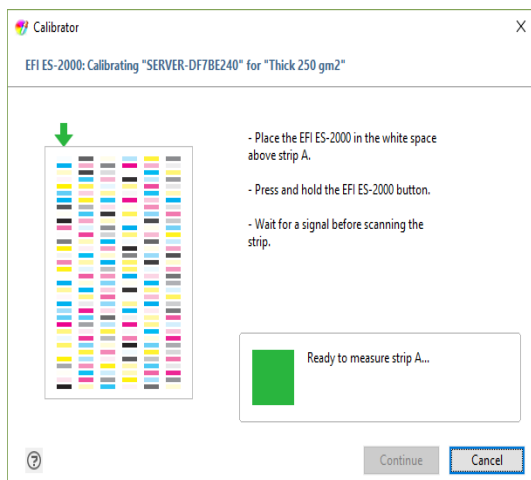 Calibrator
X
EFI ES-2000: Calibrating "SERVER-DF7BE240" for "Thick 250 gm2"
- Place the EFI ES-2000 in the white space
above strip A.
- Press and hold the EFI ES-2000 button.
- Wait for a signal before scanning the
strip.
Ready to measure strip A...
?
Continue
Cancel